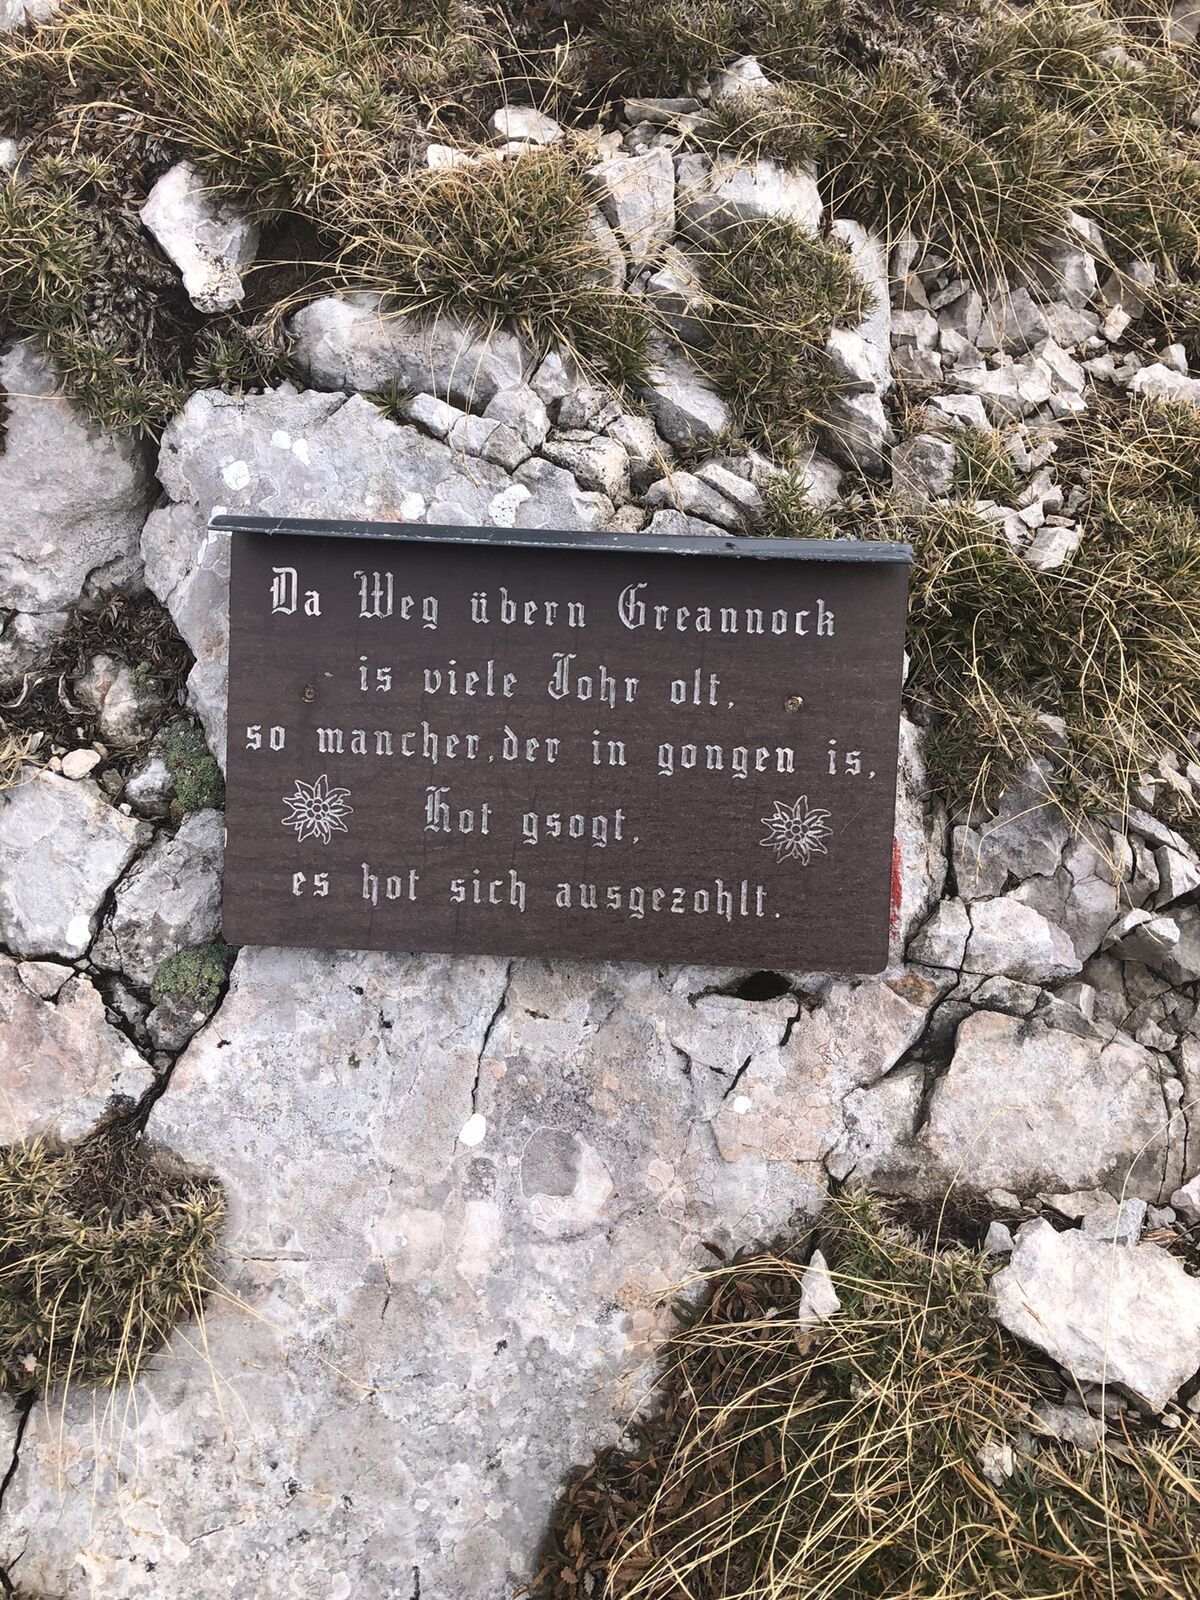 Da Weg übern Greannock
is viele Johr olt,
so mancher, der in gongen is,
Hot gsogt,
es hot sich ausgezohlt.